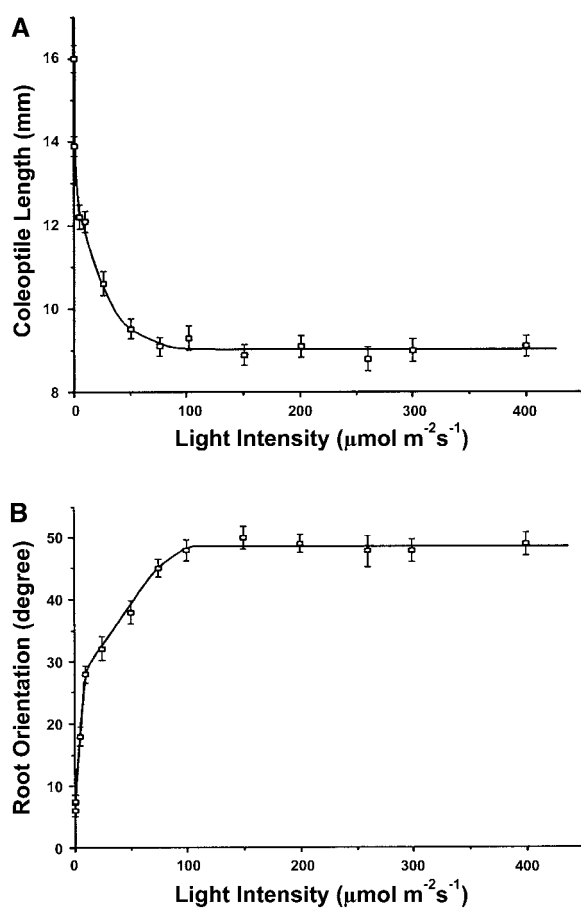 A
16
14
12
10
8
Coleoptile Length (mm)
0 100 200 300 400
Light Intensity (μmol m⁻²s⁻¹)
B
50
40
30
20
10
0
Root Orientation (degree)
0 100 200 300 400
Light Intensity (μmol m⁻²s⁻¹)